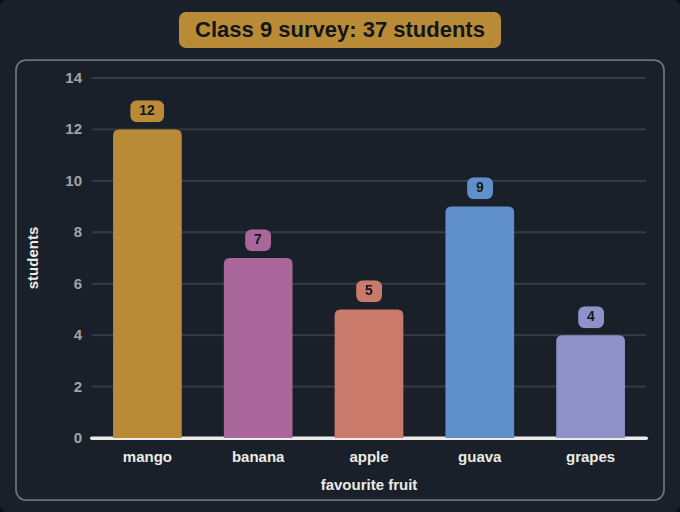 Class 9 survey: 37 students
14
12
10
8
6
4
2
0
students
12
7
5
9
4
mango
banana
apple
guava
grapes
favourite fruit